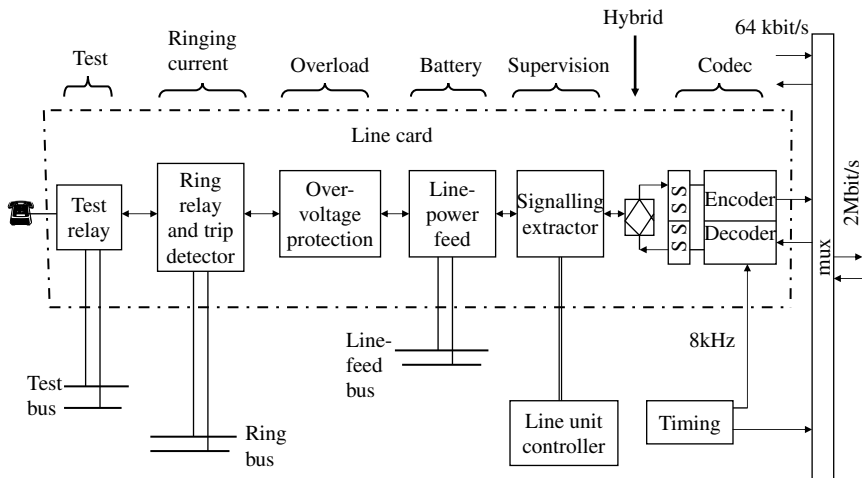 Hybrid
64 kbit/s
Test
Ringing
current
Overload
Battery
Supervision
Codec
Line card
Test
relay
Ring
relay
and trip
detector
Over-
voltage
protection
Line-
power
feed
Signalling
extractor
S S
S S
Encoder
Decoder
mux
2Mbit/s
8kHz
Line-
feed
bus
Test
bus
Ring
bus
Line unit
controller
Timing